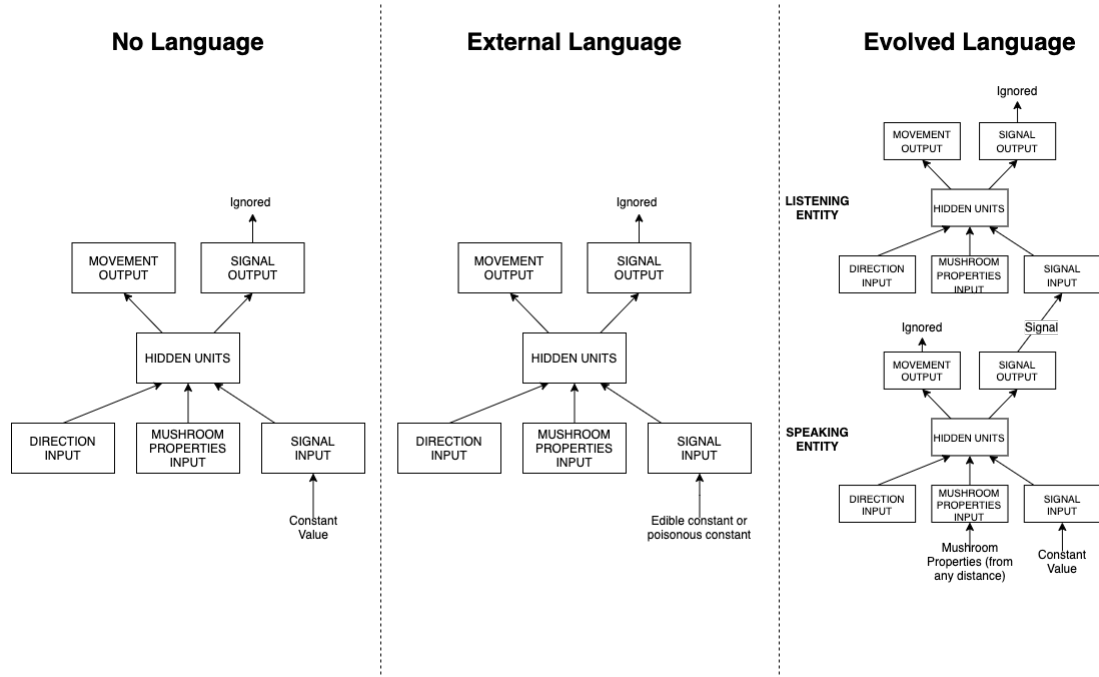 No Language
Ignored
MOVEMENT
OUTPUT
SIGNAL
OUTPUT
HIDDEN UNITS
DIRECTION
INPUT
MUSHROOM
PROPERTIES
INPUT
SIGNAL
INPUT
Constant
Value
External Language
Ignored
MOVEMENT
OUTPUT
SIGNAL
OUTPUT
HIDDEN UNITS
DIRECTION
INPUT
MUSHROOM
PROPERTIES
INPUT
SIGNAL
INPUT
Edible constant or
poisonous constant
Evolved Language
Ignored
MOVEMENT
OUTPUT
SIGNAL
OUTPUT
LISTENING
ENTITY
HIDDEN UNITS
DIRECTION
INPUT
MUSHROOM
PROPERTIES
INPUT
SIGNAL
INPUT
Signal
Ignored
MOVEMENT
OUTPUT
SIGNAL
OUTPUT
SPEAKING
ENTITY
HIDDEN UNITS
DIRECTION
INPUT
MUSHROOM
PROPERTIES
INPUT
SIGNAL
INPUT
Mushroom
Properties (from
any distance)
Constant
Value